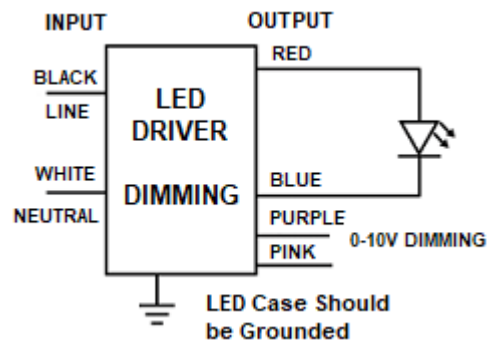 INPUT
OUTPUT
RED
BLACK
LINE
LED
DRIVER
WHITE
DIMMING
BLUE
NEUTRAL
PURPLE
0-10V DIMMING
PINK
LED Case Should
be Grounded